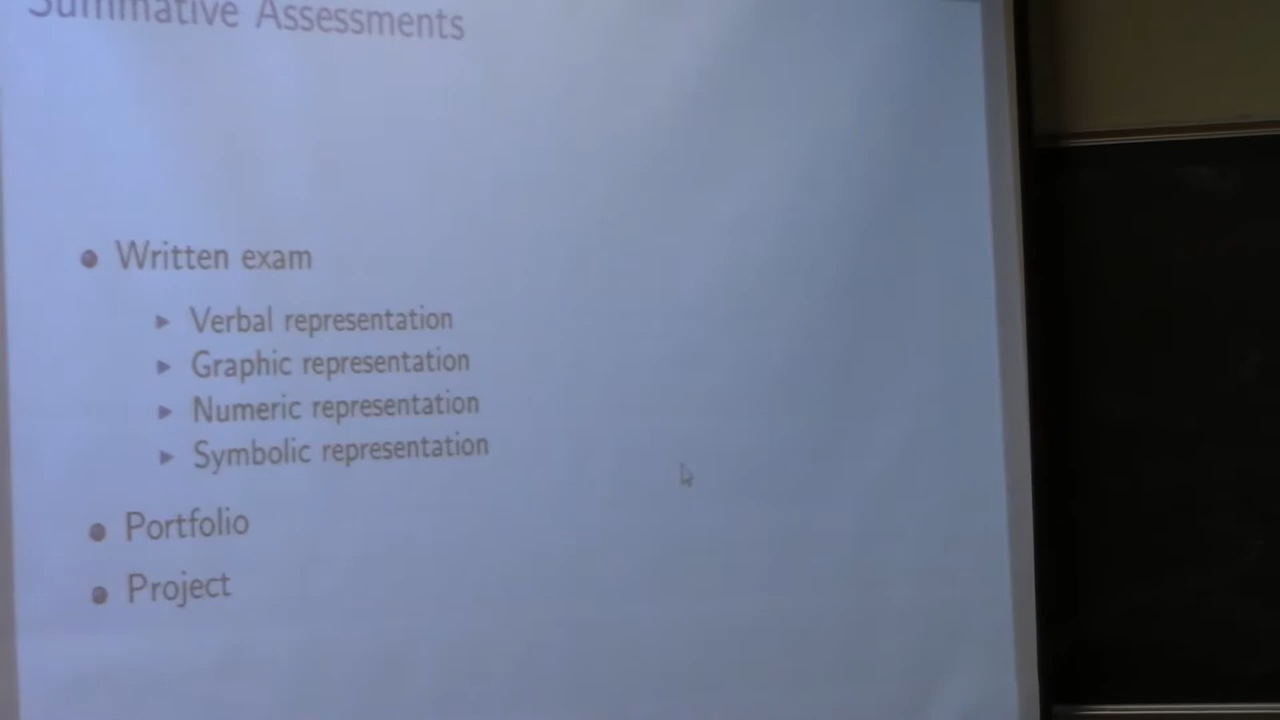 Summative Assessments
Written exam
Verbal representation
Graphic representation
Numeric representation
Symbolic representation
Portfolio
Project